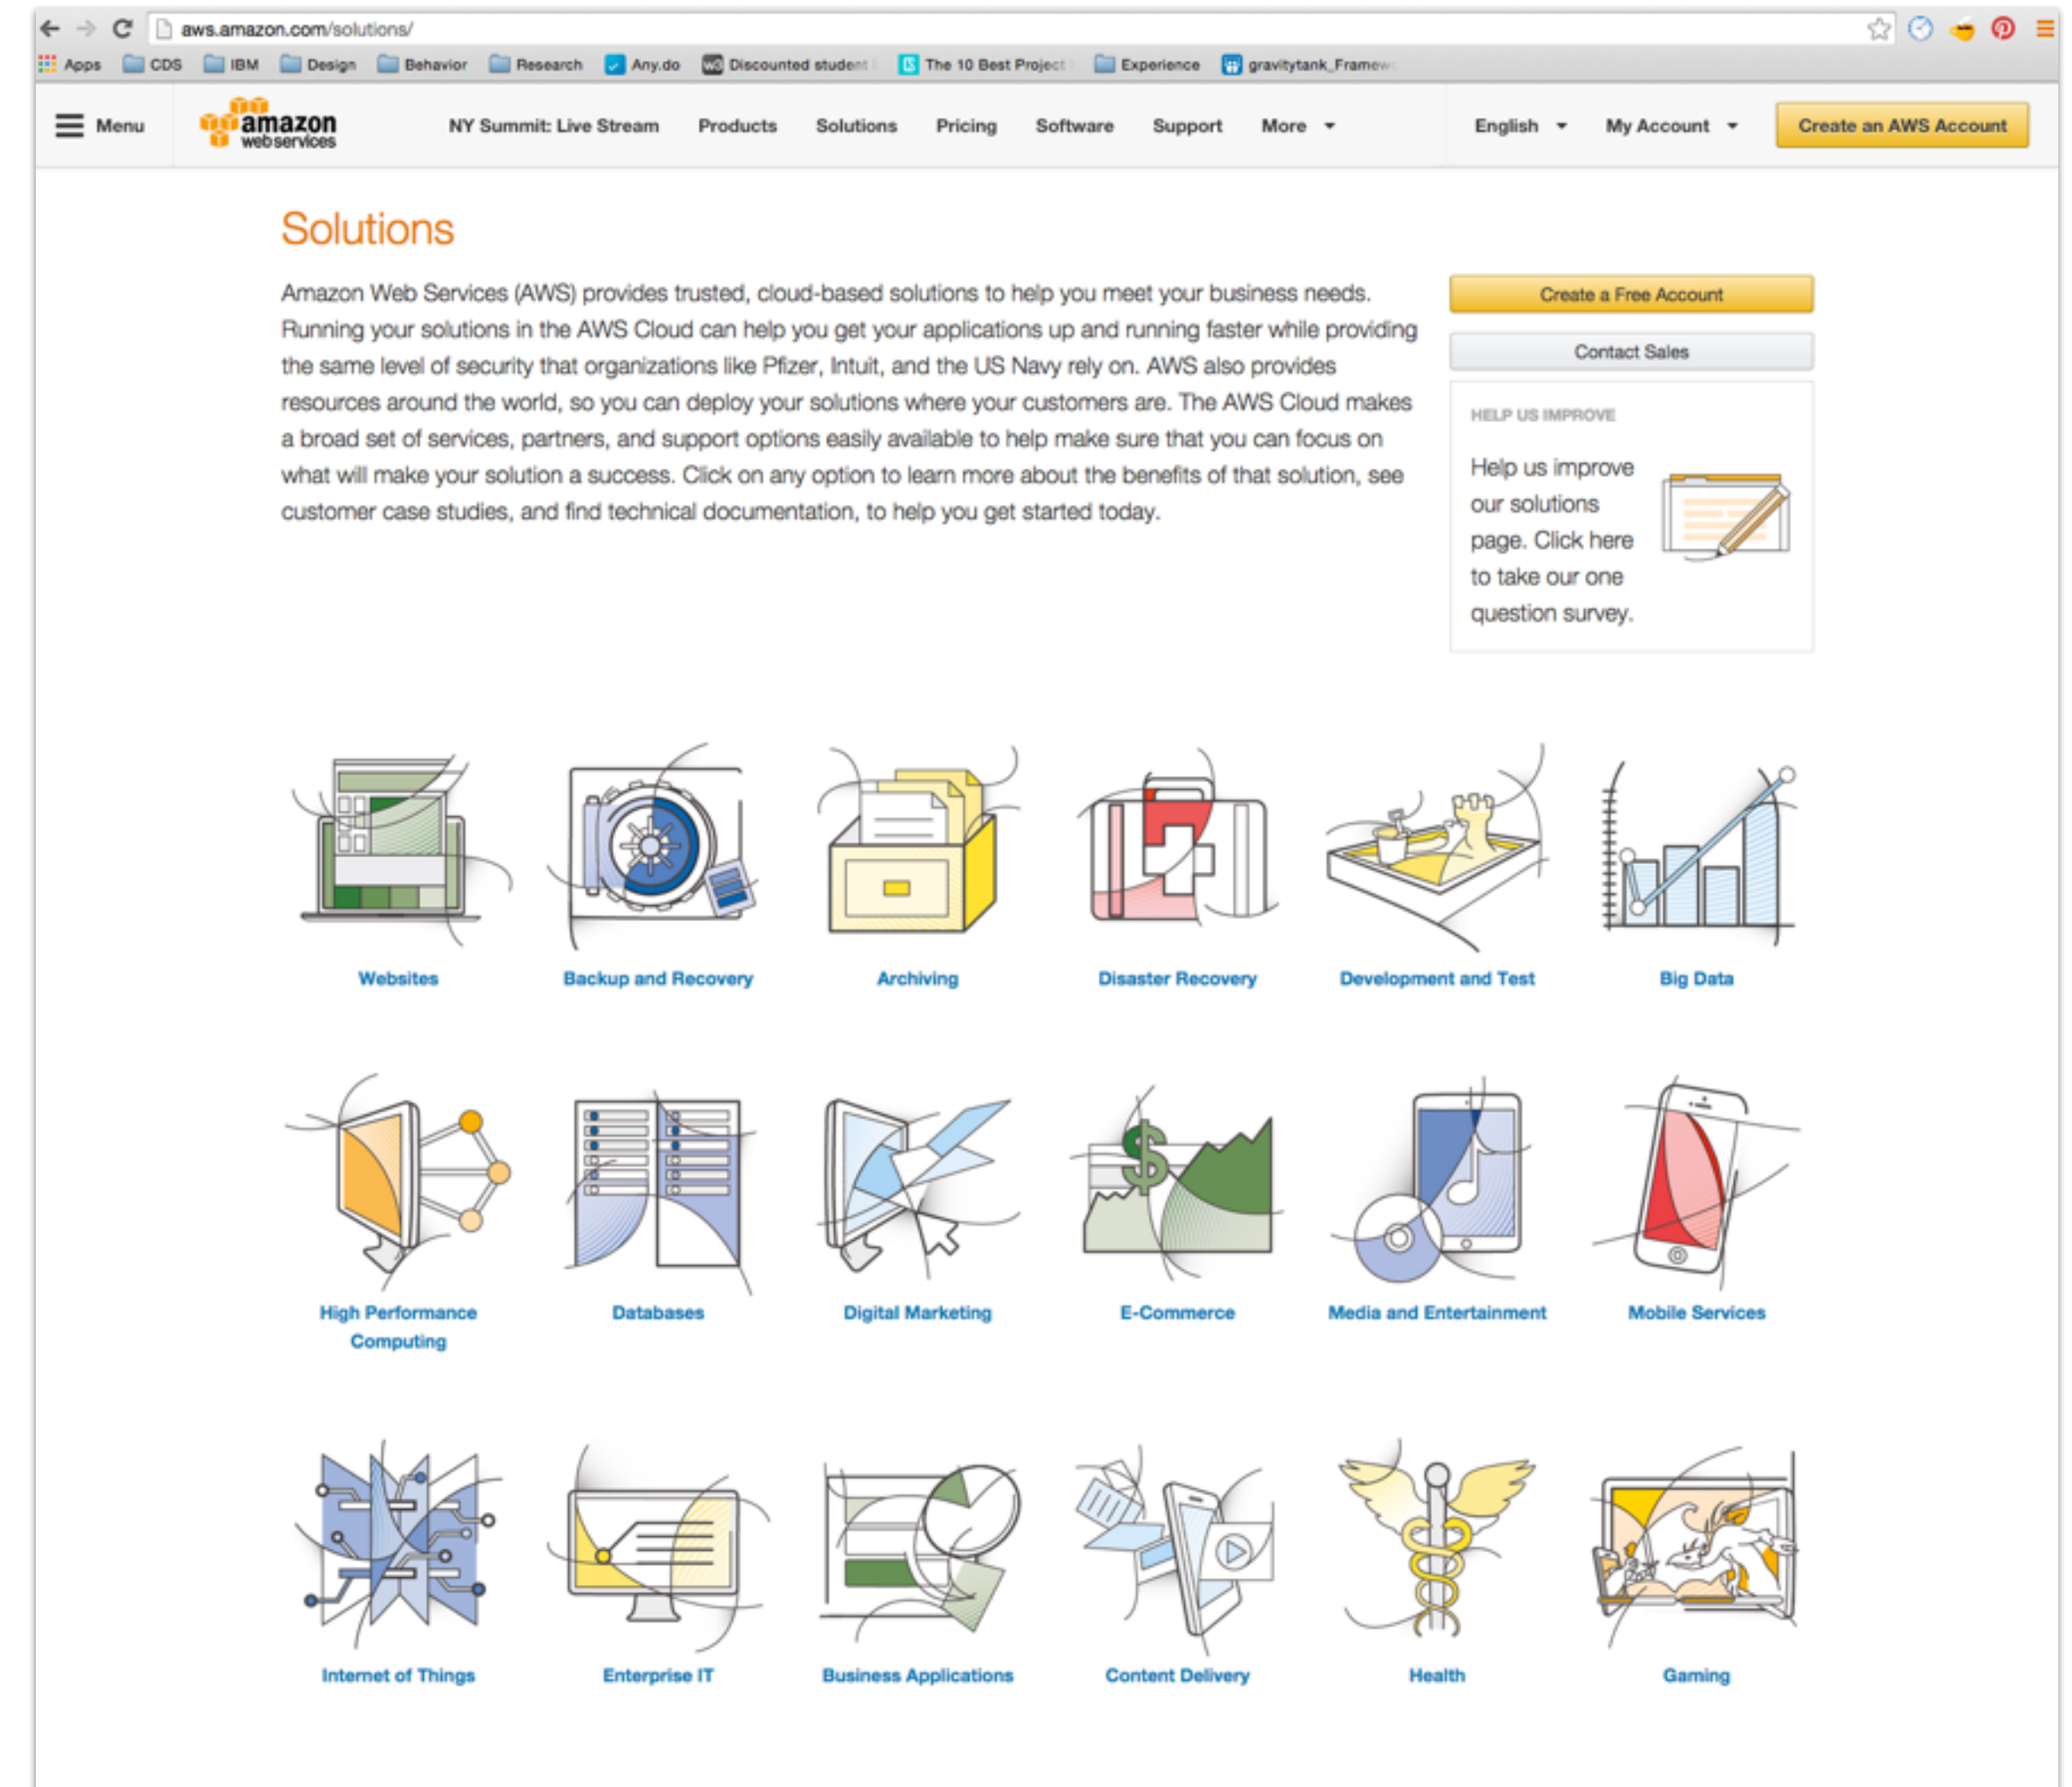 aws.amazon.com/solutions/
Apps CDS IBM Design Behavior Research Any.do Discounted student The 10 Best Project Experience gravitytank_Framew
Menu amazon webservices NY Summit: Live Stream Products Solutions Pricing Software Support More English My Account Create an AWS Account
Solutions
Amazon Web Services (AWS) provides trusted, cloud-based solutions to help you meet your business needs.
Running your solutions in the AWS Cloud can help you get your applications up and running faster while providing
the same level of security that organizations like Pfizer, Intuit, and the US Navy rely on. AWS also provides
resources around the world, so you can deploy your solutions where your customers are. The AWS Cloud makes
a broad set of services, partners, and support options easily available to help make sure that you can focus on
what will make your solution a success. Click on any option to learn more about the benefits of that solution, see
customer case studies, and find technical documentation, to help you get started today.
Create a Free Account
Contact Sales
HELP US IMPROVE
Help us improve
our solutions
page. Click here
to take our one
question survey.
Websites Backup and Recovery Archiving Disaster Recovery Development and Test Big Data
High Performance Databases Digital Marketing E-Commerce Media and Entertainment Mobile Services
Computing
Internet of Things Enterprise IT Business Applications Content Delivery Health Gaming